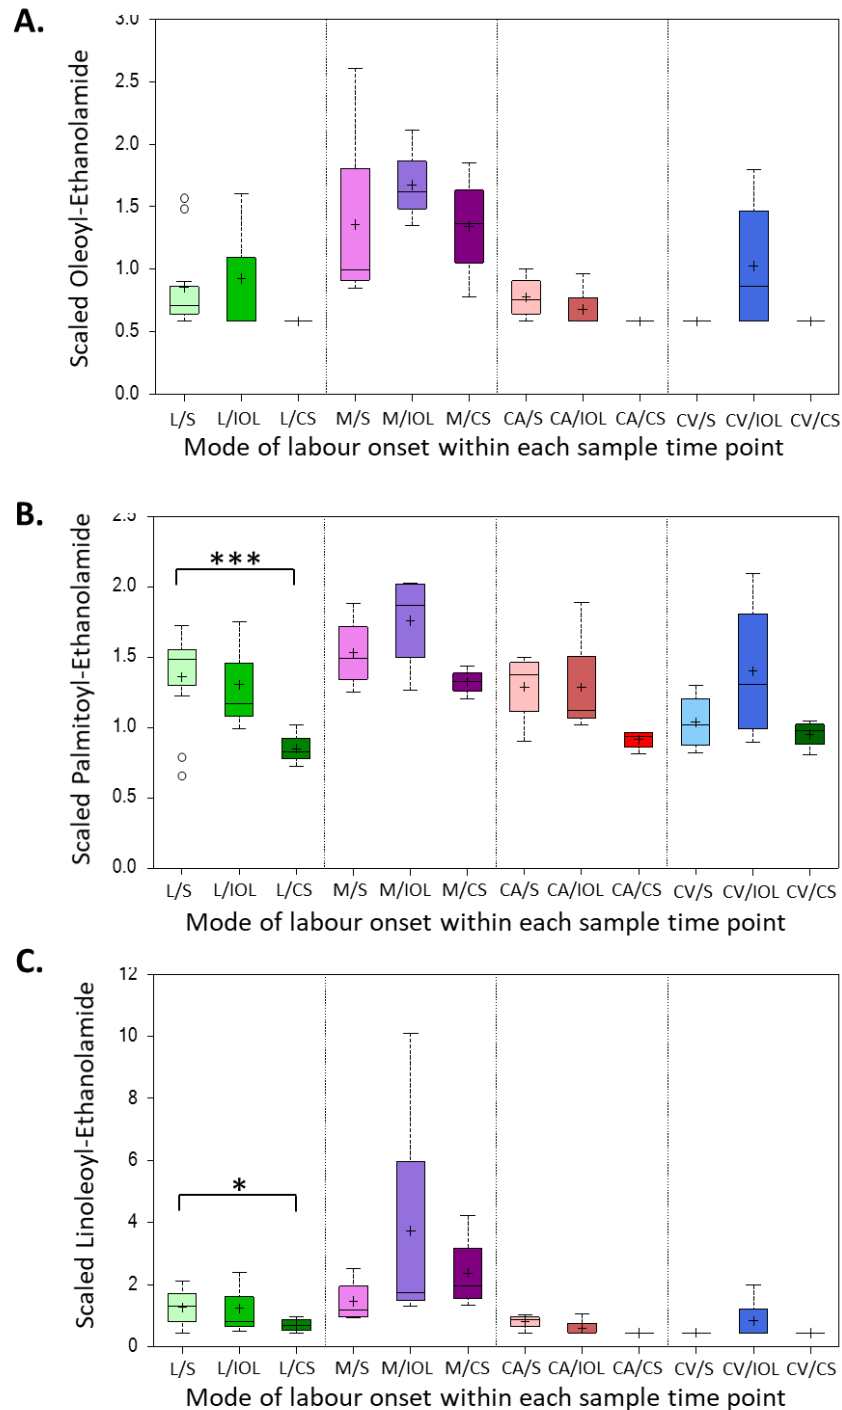 A.
Scaled Oleoyl-Ethanolamide
3.0
2.5
2.0
1.5
1.0
0.5
0.0
L/S L/IOL L/CS M/S M/IOL M/CS CA/S CA/IOL CA/CS CV/S CV/IOL CV/CS
Mode of labour onset within each sample time point
B.
Scaled Palmitoyl-Ethanolamide
2.5
2.0
1.5
1.0
0.5
0.0
***
L/S L/IOL L/CS M/S M/IOL M/CS CA/S CA/IOL CA/CS CV/S CV/IOL CV/CS
Mode of labour onset within each sample time point
C.
Scaled Linoleoyl-Ethanolamide
12
10
8
6
4
2
0
*
L/S L/IOL L/CS M/S M/IOL M/CS CA/S CA/IOL CA/CS CV/S CV/IOL CV/CS
Mode of labour onset within each sample time point